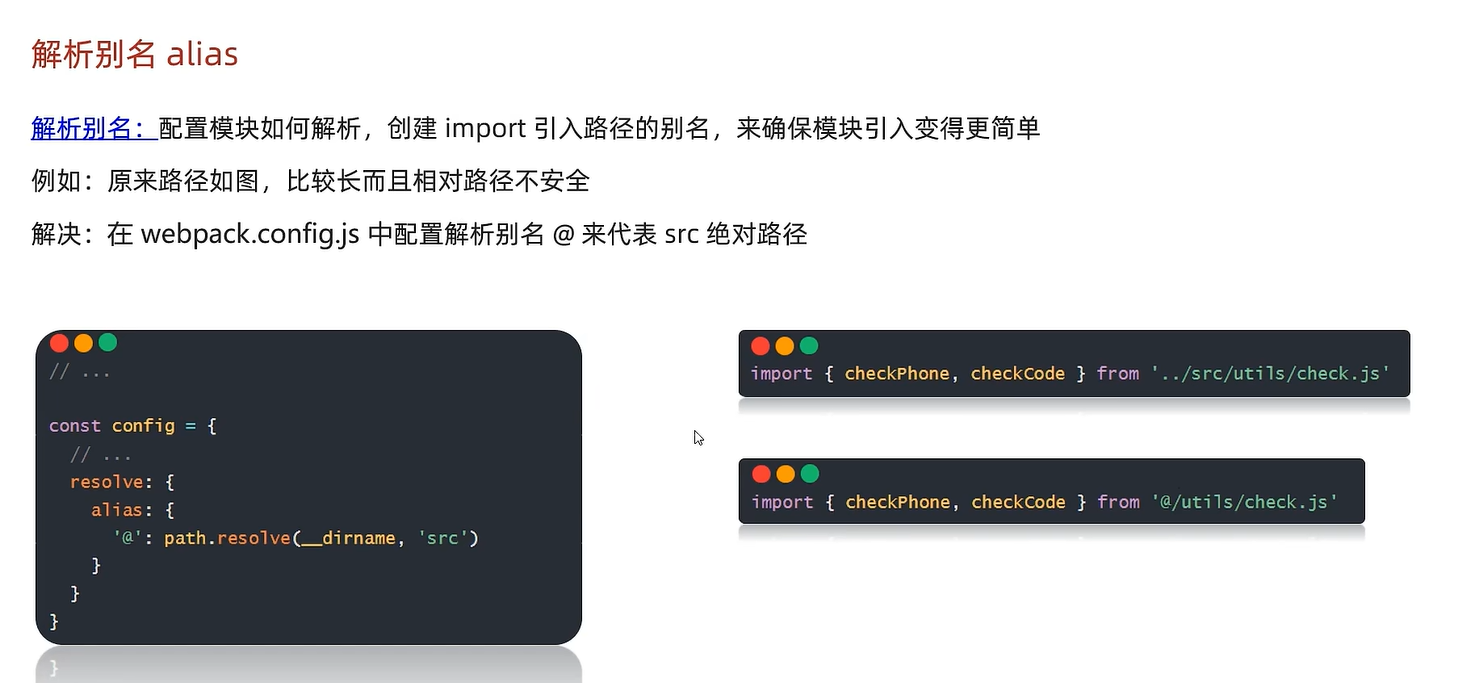 解析别名 alias
解析别名：配置模块如何解析，创建 import 引入路径的别名，来确保模块引入变得更简单
例如：原来路径如图，比较长而且相对路径不安全
解决：在 webpack.config.js 中配置解析别名 @ 来代表 src 绝对路径
// ...
const config = {
  // ...
  resolve: {
    alias: {
      '@': path.resolve(__dirname, 'src')
    }
  }
}
import { checkPhone, checkCode } from '../src/utils/check.js'
import { checkPhone, checkCode } from '@/utils/check.js'